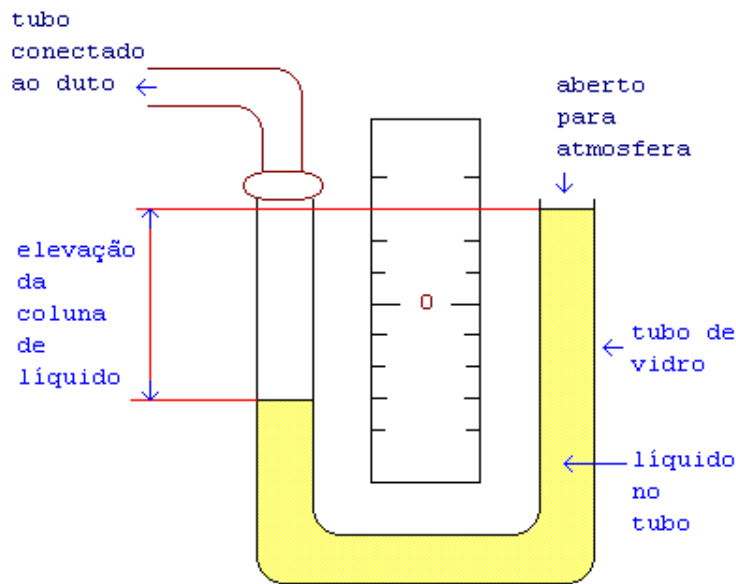 tubo
conectado
ao duto
aberto
para
atmosfera
elevação
da
coluna
de
líquido
0
tubo de
vidro
líquido
no
tubo